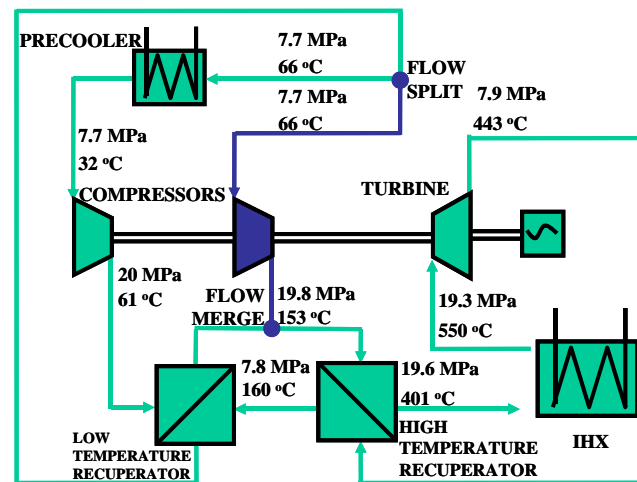 PRECOOLER
7.7 MPa
66 °C
FLOW
SPLIT
7.7 MPa
66 °C
7.9 MPa
443 °C
7.7 MPa
32 °C
COMPRESSORS
TURBINE
20 MPa
61 °C
FLOW
MERGE
19.8 MPa
153 °C
19.3 MPa
550 °C
7.8 MPa
160 °C
19.6 MPa
401 °C
LOW
TEMPERATURE
RECUPERATOR
HIGH
TEMPERATURE
RECUPERATOR
IHX